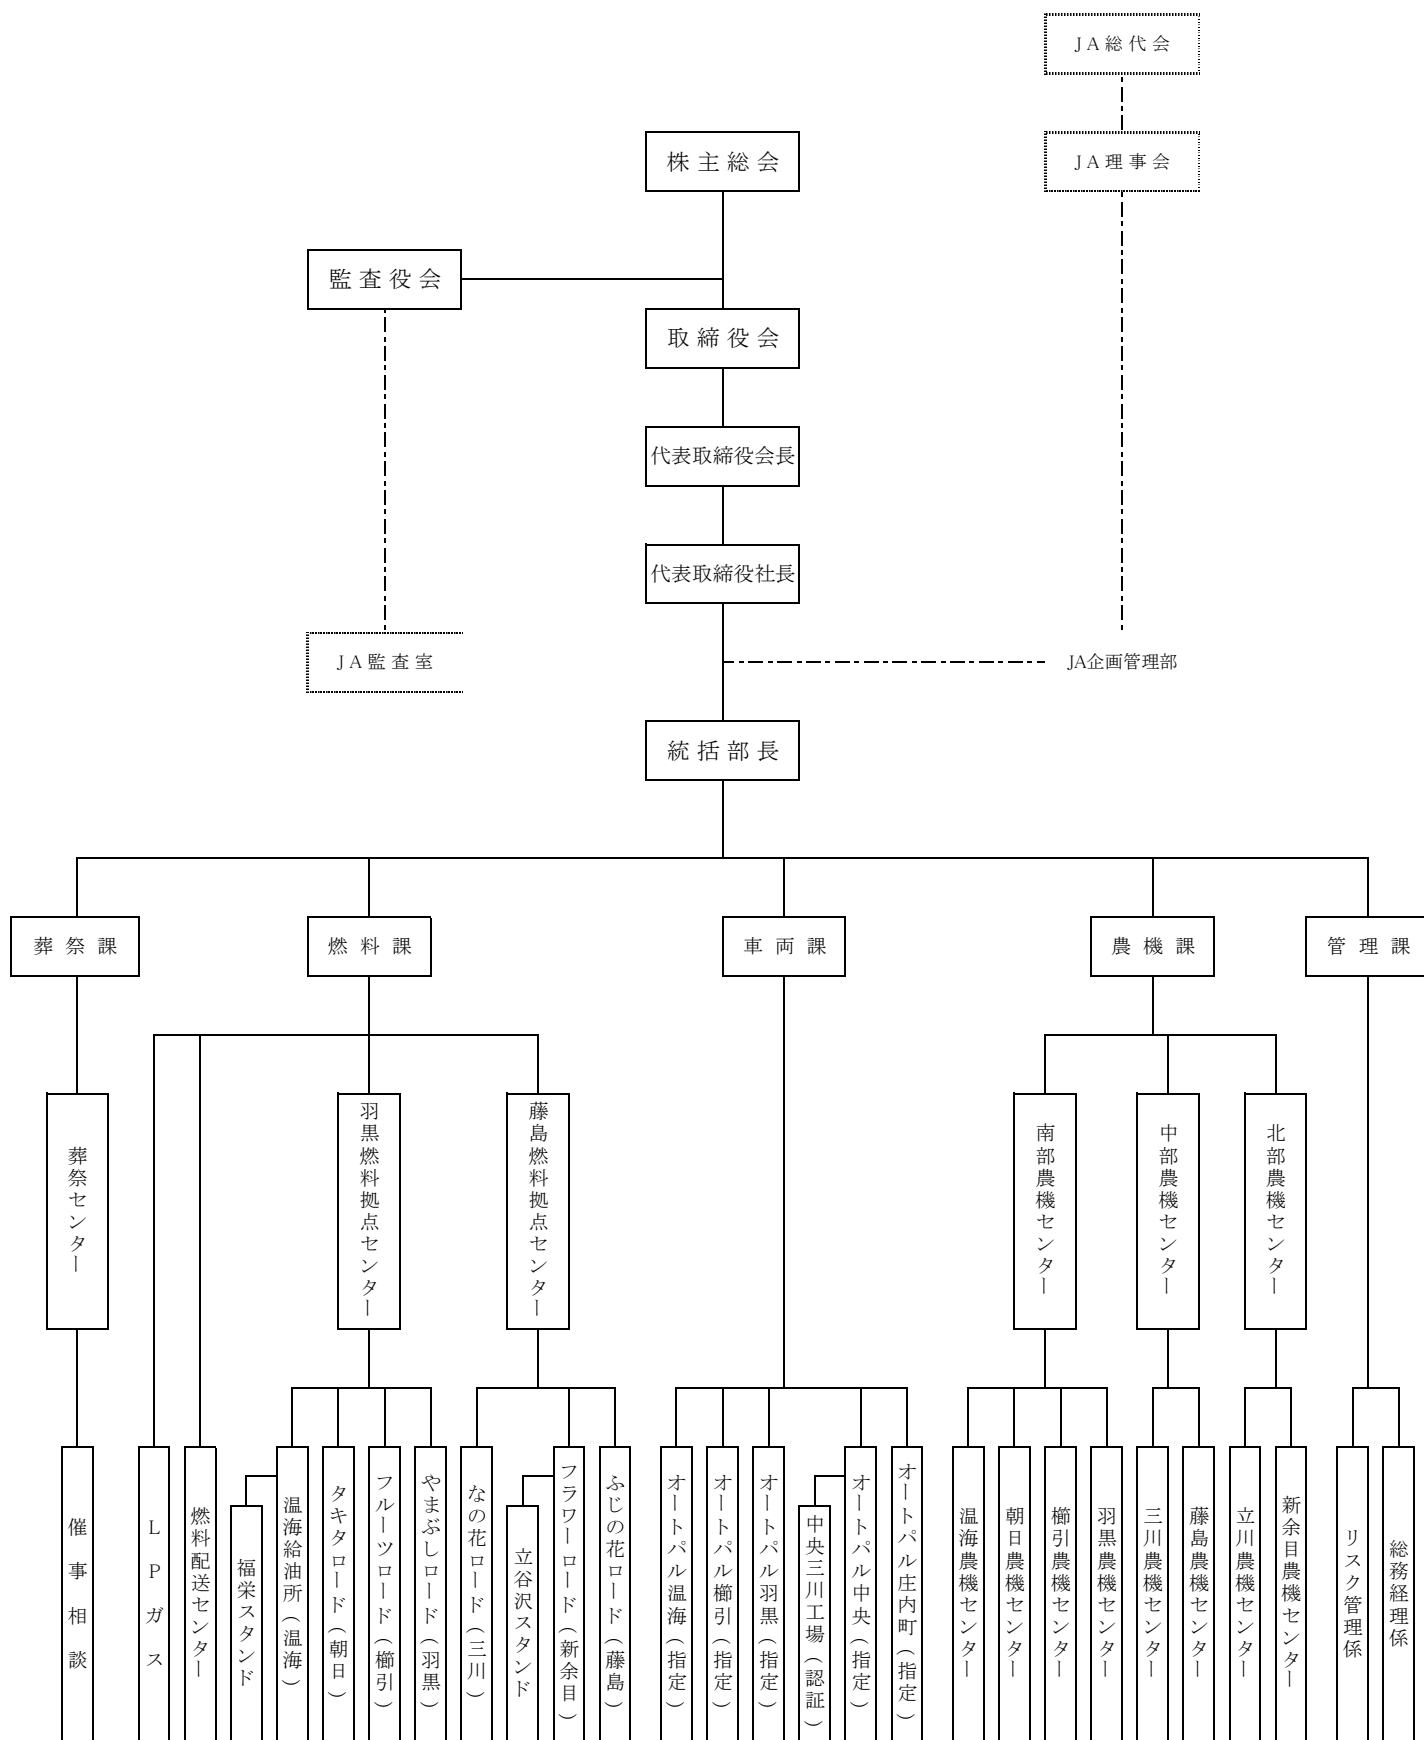 JA総代会
株主総会
JA理事会
監査役会
取締役会
代表取締役会長
代表取締役社長
JA監査室
JA企画管理部
統括部長
葬祭課
燃料課
車両課
農機課
管理課
葬祭センター
羽黒燃料拠点センター
藤島燃料拠点センター
南部農機センター
中部農機センター
北部農機センター
催事相談
LPガス
燃料配送センター
福栄スタンド
温海給油所(温海)
タキタロード(朝日)
フルーツロード(櫛引)
やまぶしロード(羽黒)
なの花ロード(三川)
立谷沢スタンド
フラワーロード(新余目)
ふじの花ロード(藤島)
オートパル温海(指定)
オートパル櫛引(指定)
オートパル羽黒(指定)
中央三川工場(認証)
オートパル中央(指定)
オートパル庄内町(指定)
温海農機センター
朝日農機センター
櫛引農機センター
羽黒農機センター
三川農機センター
藤島農機センター
立川農機センター
新余目農機センター
リスク管理係
総務経理係